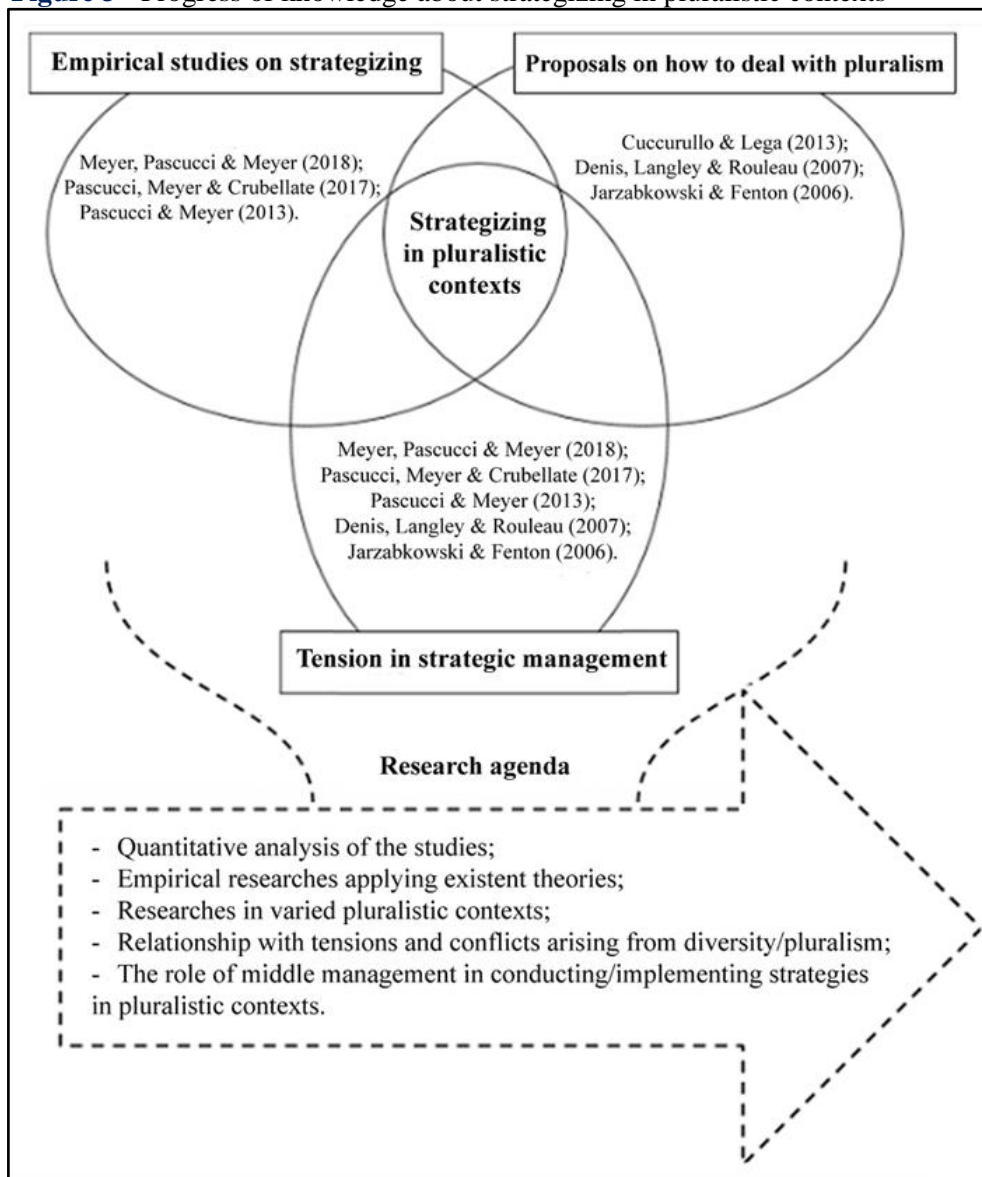 Figure 3 - Progress of knowledge about strategizing in pluralistic contexts
Empirical studies on strategizing
Proposals on how to deal with pluralism
Meyer, Pascucci & Meyer (2018);
Pascucci, Meyer & Crubellate (2017);
Pascucci & Meyer (2013).
Cuccurullo & Lega (2013);
Denis, Langley & Rouleau (2007);
Jarzabkowski & Fenton (2006).
Strategizing
in pluralistic
contexts
Meyer, Pascucci & Meyer (2018);
Pascucci, Meyer & Crubellate (2017);
Pascucci & Meyer (2013);
Denis, Langley & Rouleau (2007);
Jarzabkowski & Fenton (2006).
Tension in strategic management
Research agenda
- Quantitative analysis of the studies;
- Empirical researches applying existent theories;
- Researches in varied pluralistic contexts;
- Relationship with tensions and conflicts arising from diversity/pluralism;
- The role of middle management in conducting/implementing strategies
in pluralistic contexts.